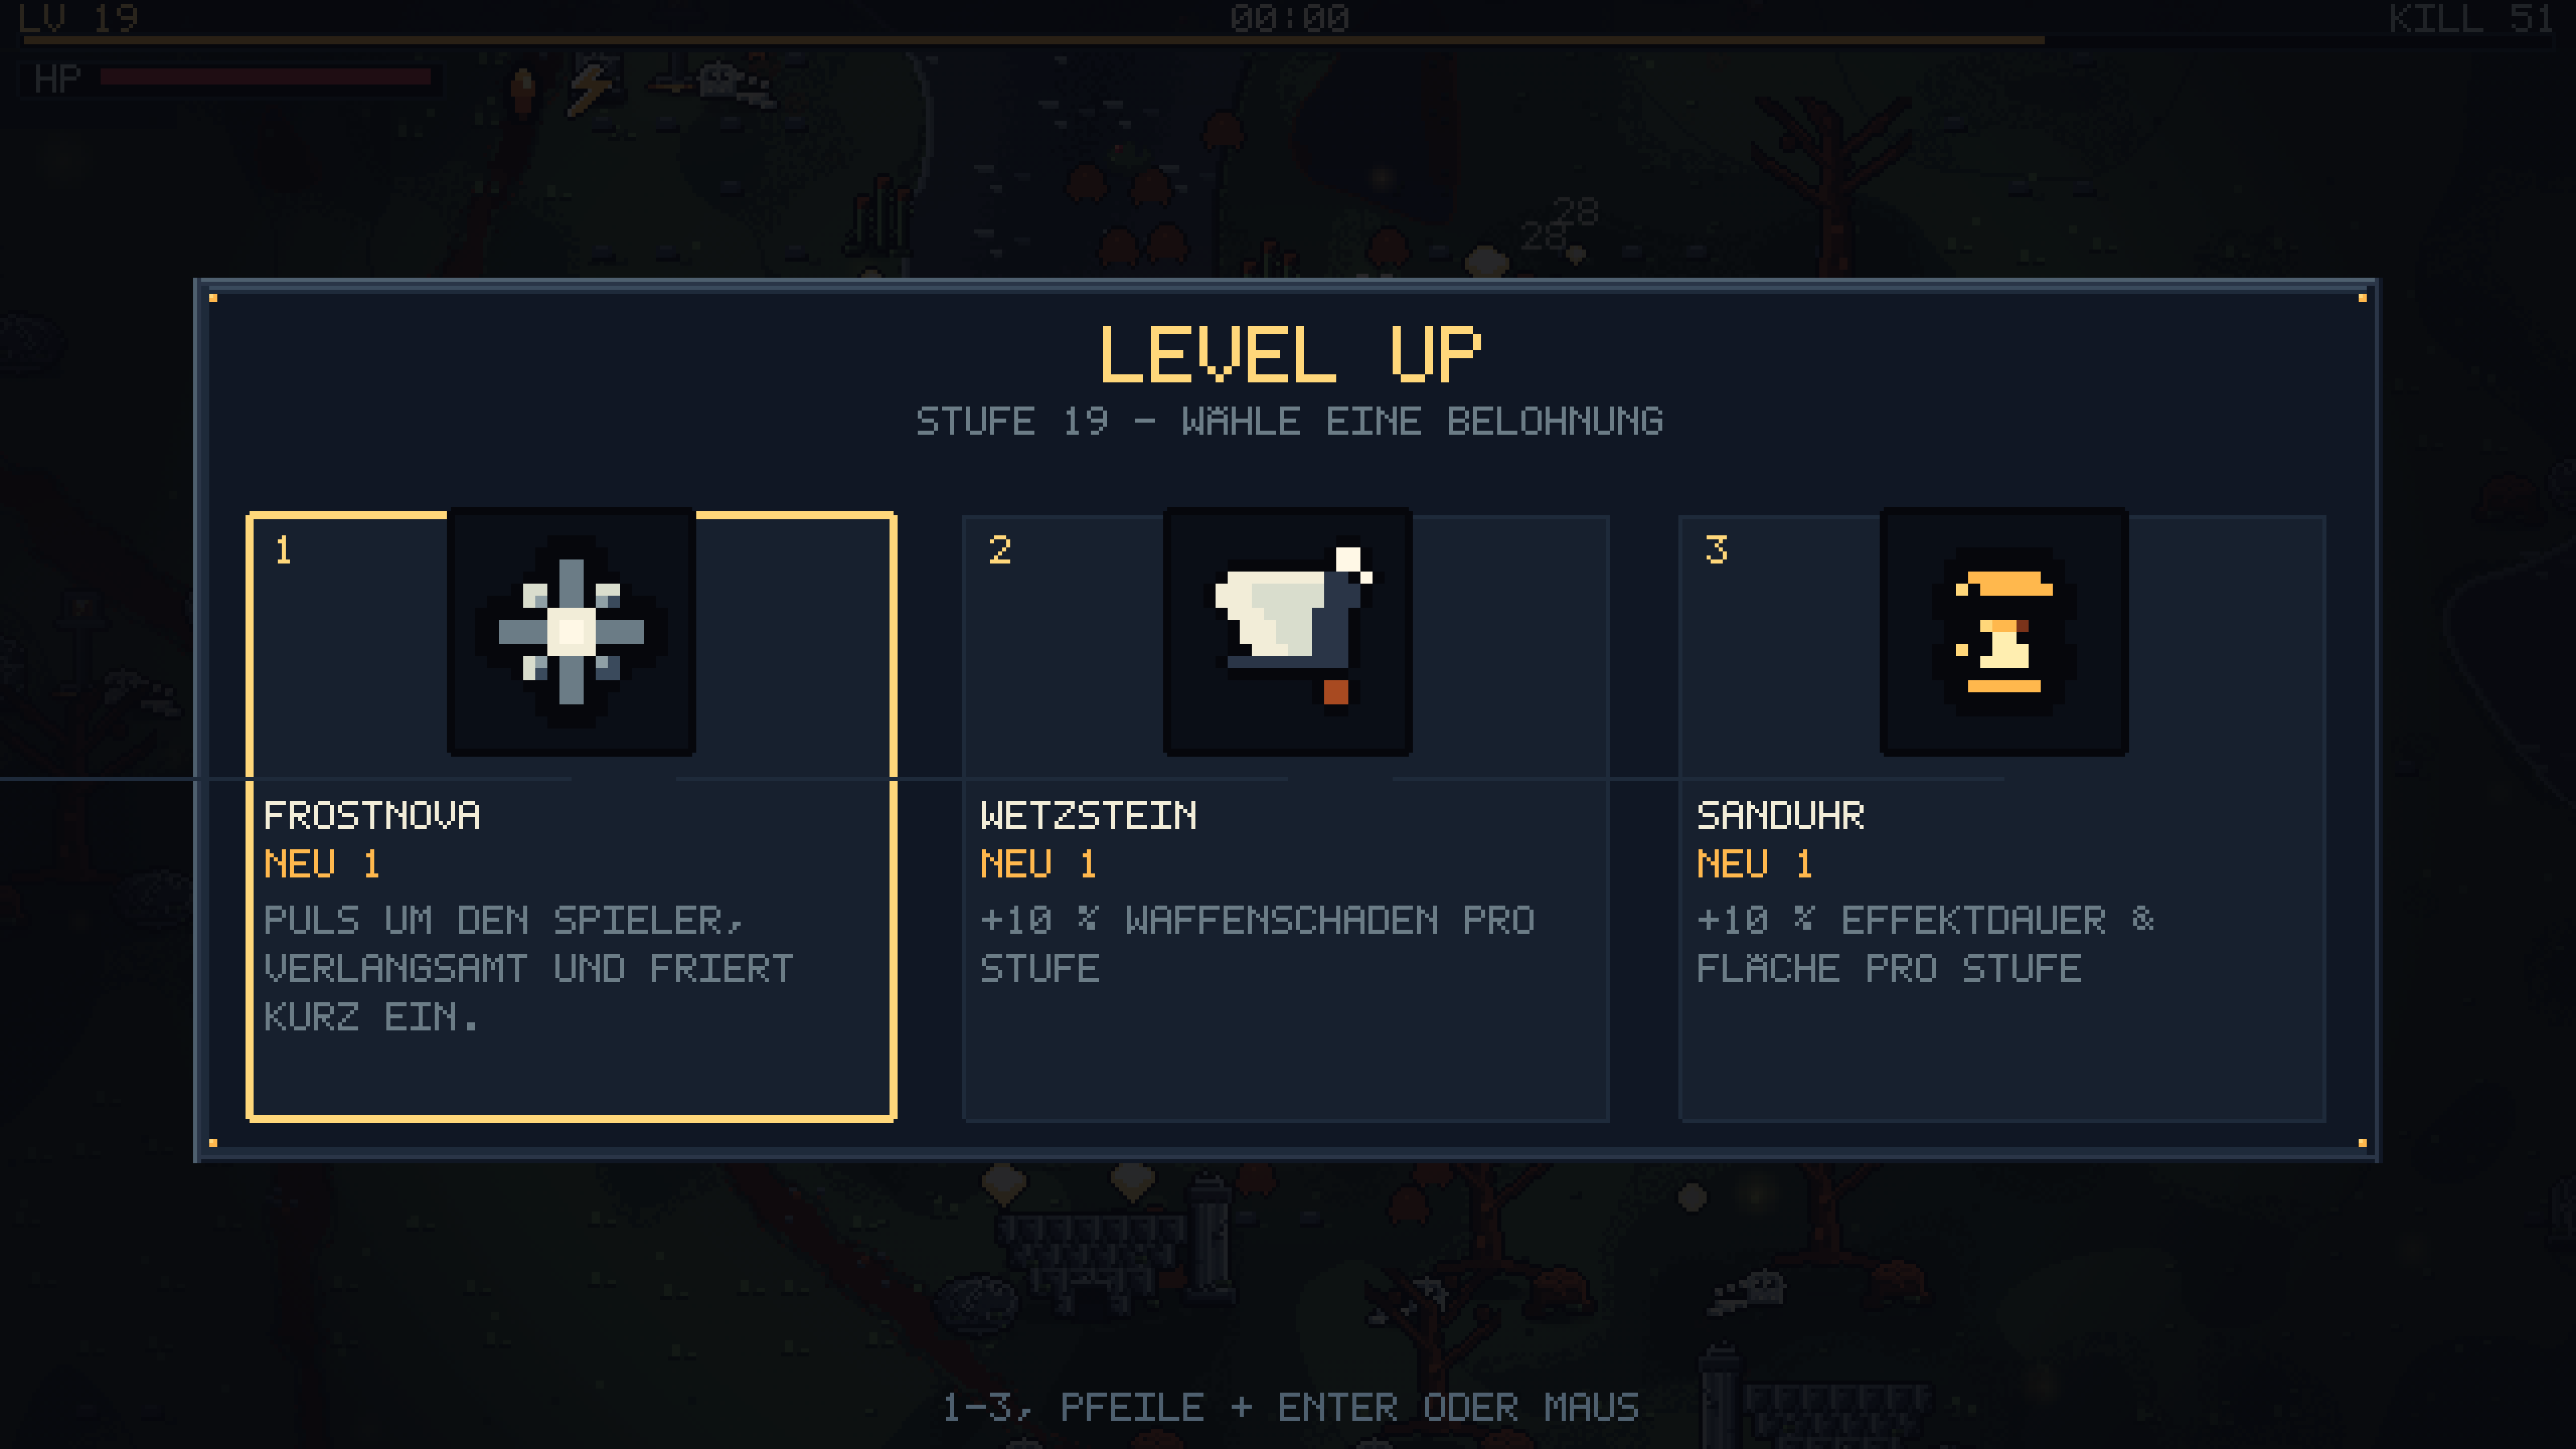 LV 19
00:00
KILL 51
HP
28
28
LEVEL UP
STUFE 19 - WÄHLE EINE BELOHNUNG
1
FROSTNOVA
NEU 1
PULS UM DEN SPIELER,
VERLANGSAMT UND FRIERT
KURZ EIN.
2
WETZSTEIN
NEU 1
+10 % WAFFENSCHADEN PRO
STUFE
3
SANDUHR
NEU 1
+10 % EFFEKTDAUER &
FLÄCHE PRO STUFE
1-3, PFEILE + ENTER ODER MAUS